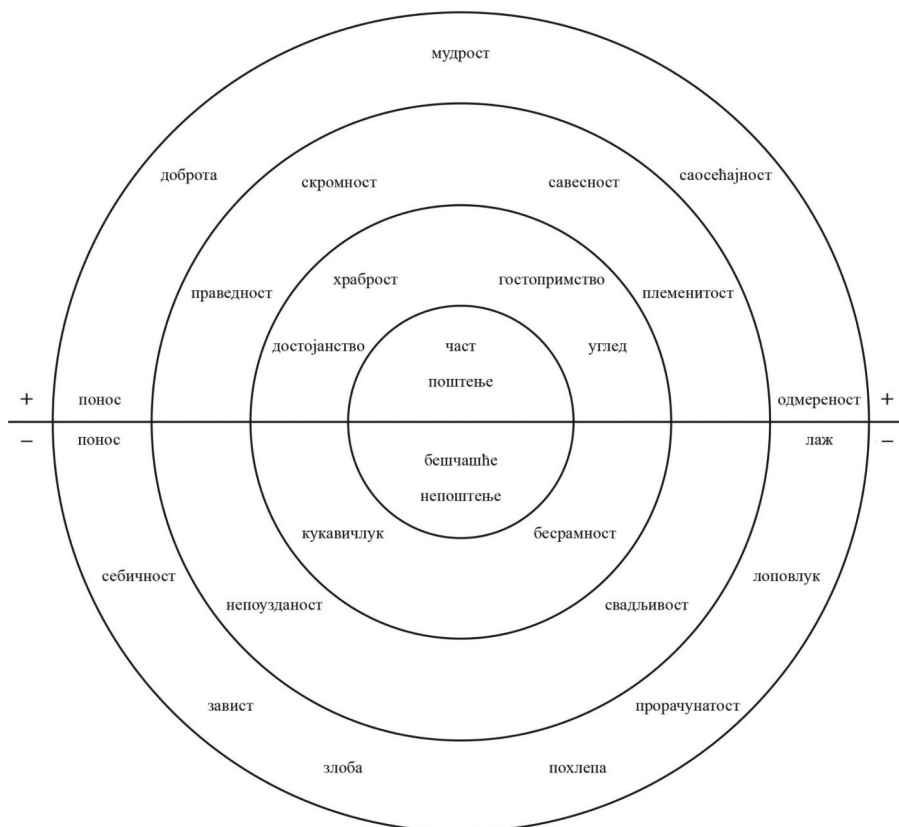 мудрост
доброта скромност савесност саосећајност
храброст гостопримство
праведност племенитост
достојанство част углед
поштење
+ понос одмереност +
– понос лаж –
бешчашће
непоштење
кукавичлук бесрамност
себичност лоповлук
непоузданост свадљивост
завист прорачунатост
злоба похлепа